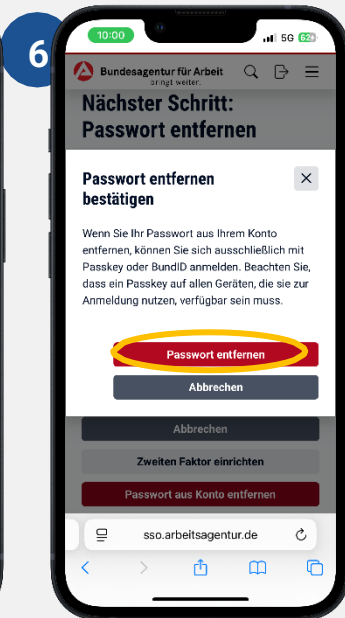 6
10:00
5G 62
Bundesagentur für Arbeit
bringt weiter.
Nächster Schritt:
Passwort entfernen
Passwort entfernen
bestätigen
Wenn Sie Ihr Passwort aus Ihrem Konto
entfernen, können Sie sich ausschließlich mit
Passkey oder BundID anmelden. Beachten Sie,
dass ein Passkey auf allen Geräten, die sie zur
Anmeldung nutzen, verfügbar sein muss.
Passwort entfernen
Abbrechen
Abbrechen
Zweiten Faktor einrichten
Passwort aus Konto entfernen
sso.arbeitsagentur.de